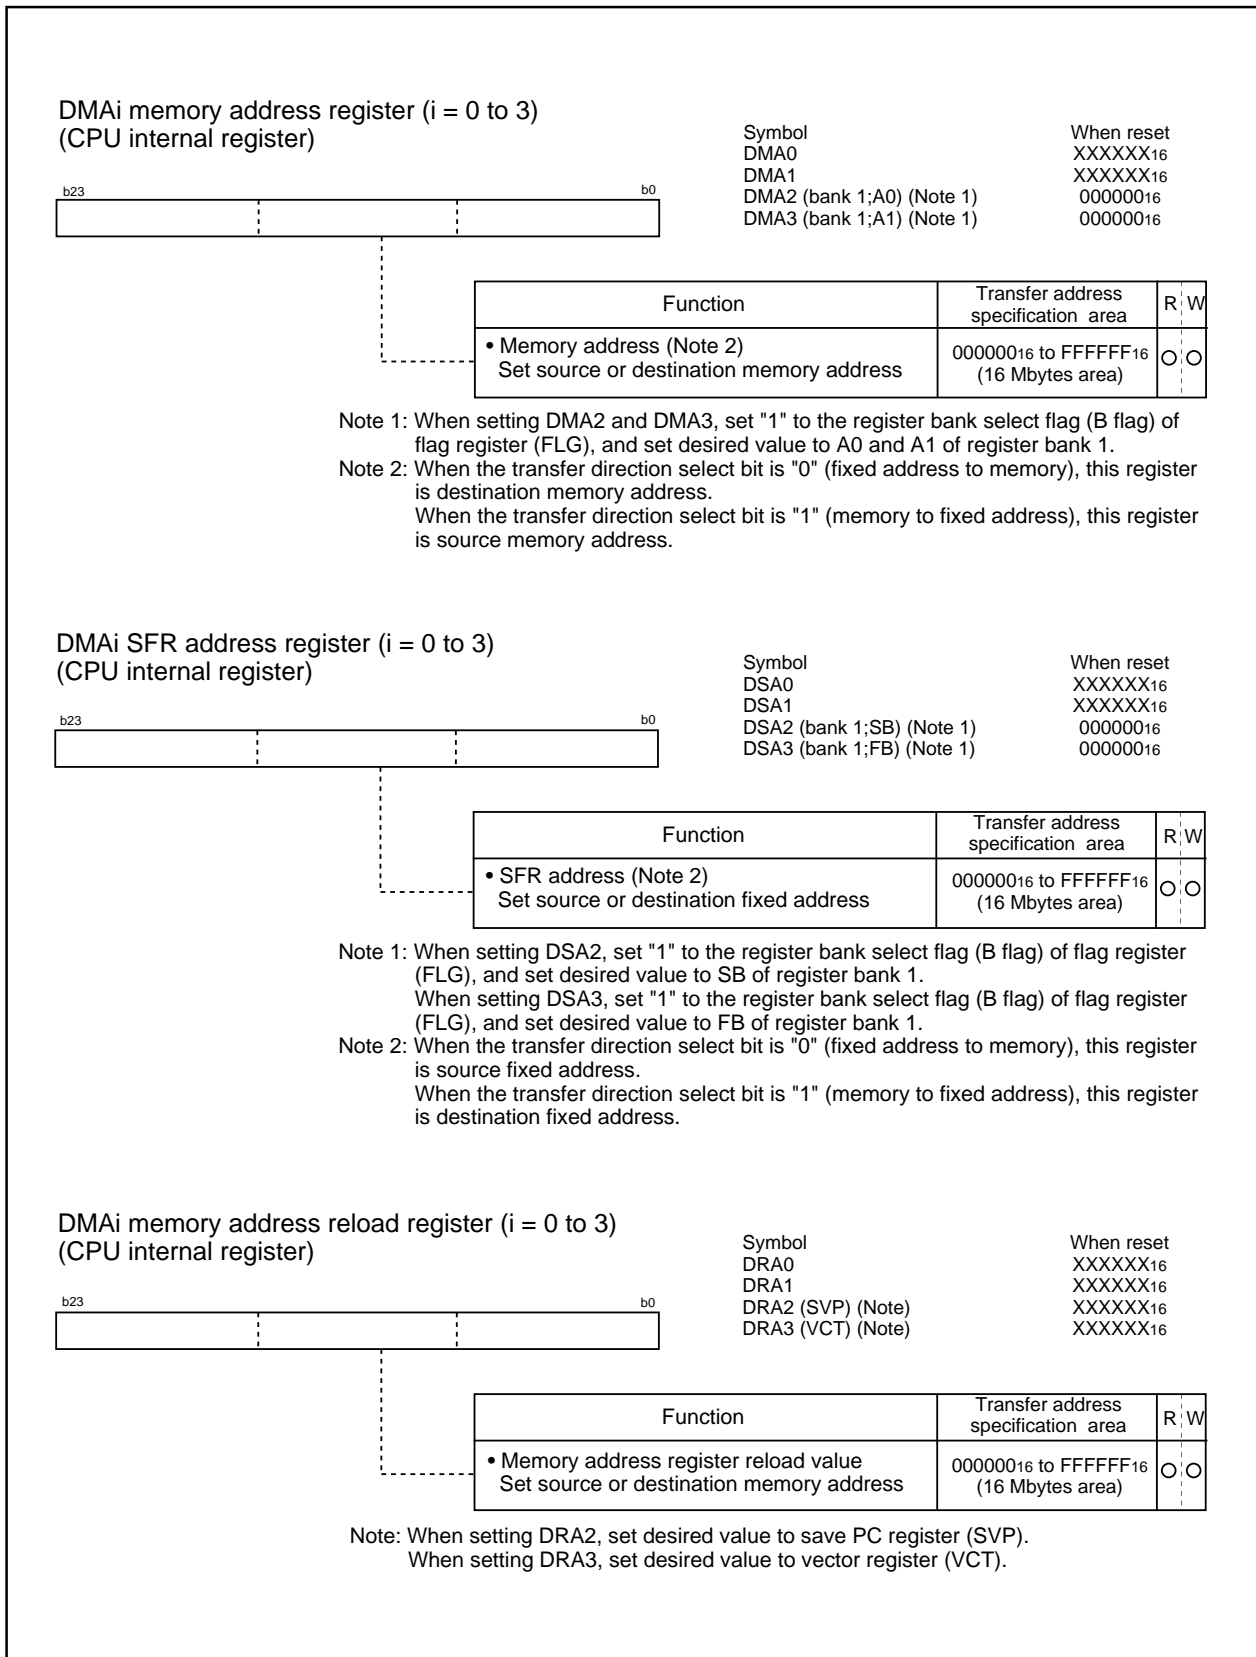 DMAi memory address register (i = 0 to 3)
(CPU internal register)
Symbol When reset
DMA0 XXXXXX16
DMA1 XXXXXX16
DMA2 (bank 1;A0) (Note 1) 00000016
DMA3 (bank 1;A1) (Note 1) 00000016
b23 b0
Function Transfer address specification area R W
• Memory address (Note 2)
Set source or destination memory address
00000016 to FFFFFF16
(16 Mbytes area)
Note 1: When setting DMA2 and DMA3, set "1" to the register bank select flag (B flag) of
flag register (FLG), and set desired value to A0 and A1 of register bank 1.
Note 2: When the transfer direction select bit is "0" (fixed address to memory), this register
is destination memory address.
When the transfer direction select bit is "1" (memory to fixed address), this register
is source memory address.
DMAi SFR address register (i = 0 to 3)
(CPU internal register)
Symbol When reset
DSA0 XXXXXX16
DSA1 XXXXXX16
DSA2 (bank 1;SB) (Note 1) 00000016
DSA3 (bank 1;FB) (Note 1) 00000016
b23 b0
Function Transfer address specification area R W
• SFR address (Note 2)
Set source or destination fixed address
00000016 to FFFFFF16
(16 Mbytes area)
Note 1: When setting DSA2, set "1" to the register bank select flag (B flag) of flag register
(FLG), and set desired value to SB of register bank 1.
When setting DSA3, set "1" to the register bank select flag (B flag) of flag register
(FLG), and set desired value to FB of register bank 1.
Note 2: When the transfer direction select bit is "0" (fixed address to memory), this register
is source fixed address.
When the transfer direction select bit is "1" (memory to fixed address), this register
is destination fixed address.
DMAi memory address reload register (i = 0 to 3)
(CPU internal register)
Symbol When reset
DRA0 XXXXXX16
DRA1 XXXXXX16
DRA2 (SVP) (Note) XXXXXX16
DRA3 (VCT) (Note) XXXXXX16
b23 b0
Function Transfer address specification area R W
• Memory address register reload value
Set source or destination memory address
00000016 to FFFFFF16
(16 Mbytes area)
Note: When setting DRA2, set desired value to save PC register (SVP).
When setting DRA3, set desired value to vector register (VCT).